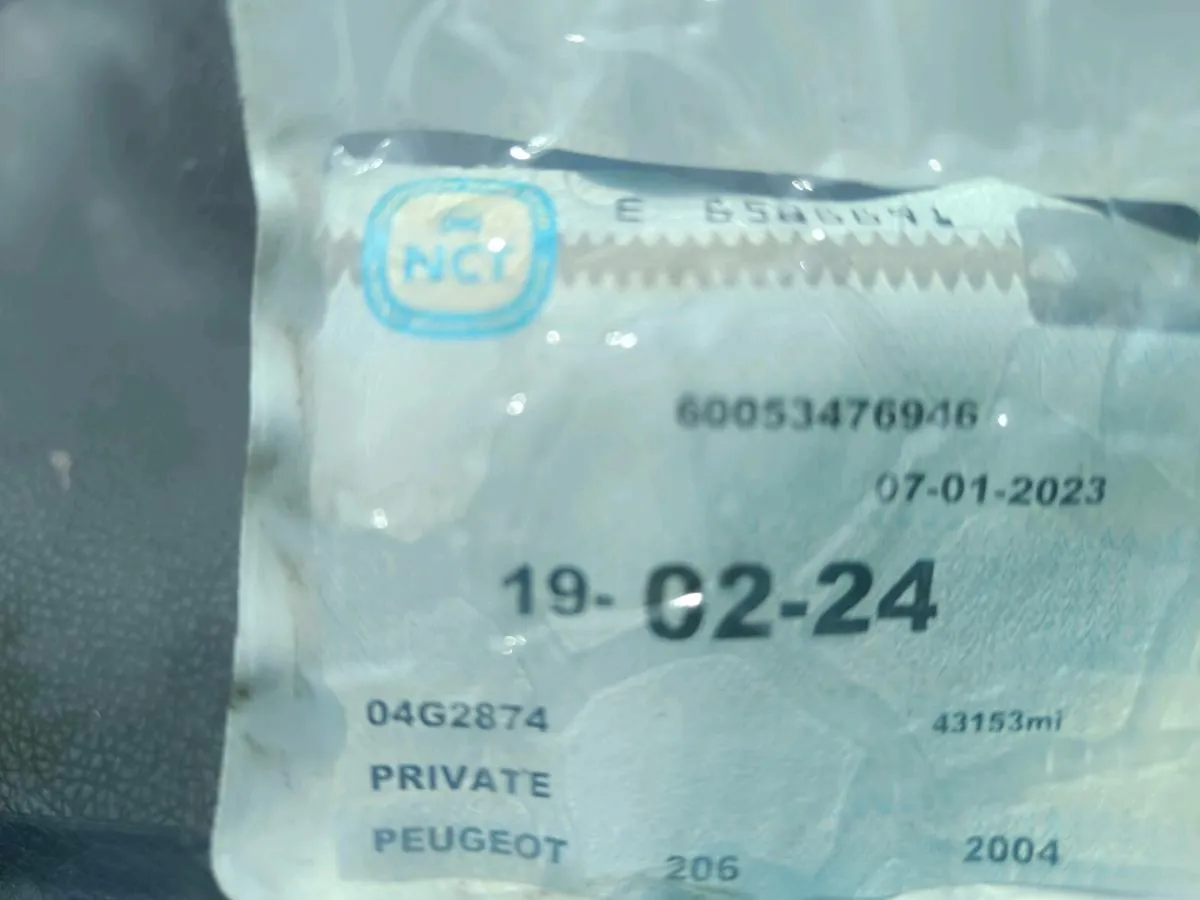 NCT
E
60053476946
07-01-2023
19-02-24
04G2874 43153mi
PRIVATE
PEUGEOT 206 2004